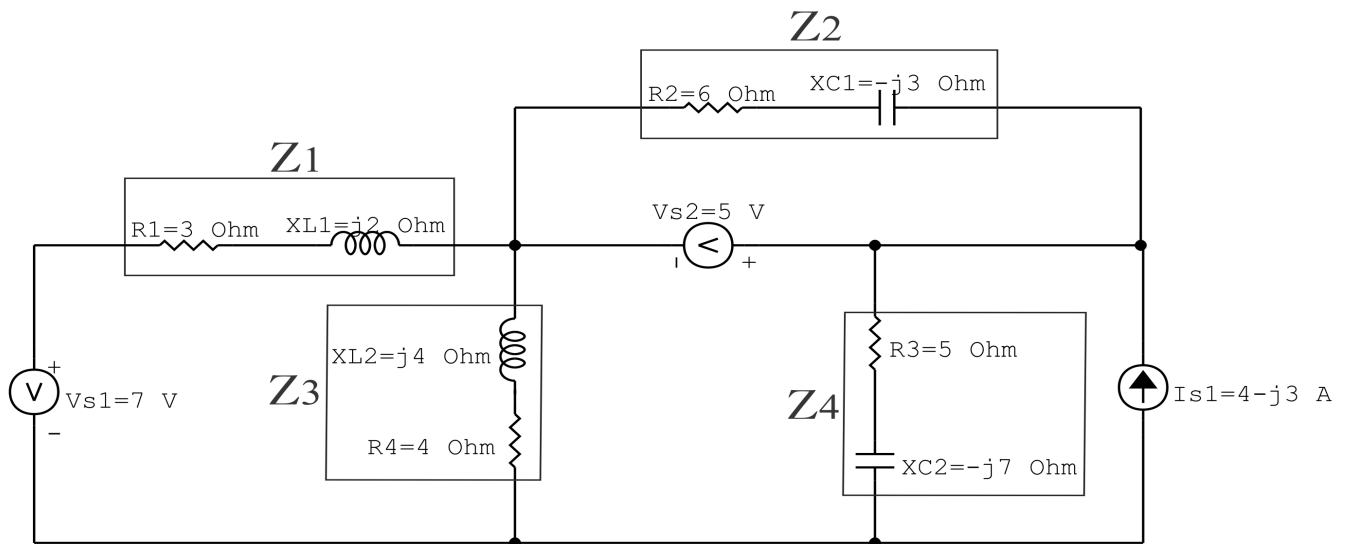 Z2
R2=6 Ohm
XC1=-j3 Ohm
Z1
R1=3 Ohm
XL1=j2 Ohm
Vs2=5 V
V
- +
XL2=j4 Ohm
Z3
R4=4 Ohm
R3=5 Ohm
Z4
XC2=-j7 Ohm
+
V
Vs1=7 V
-
Is1=4-j3 A